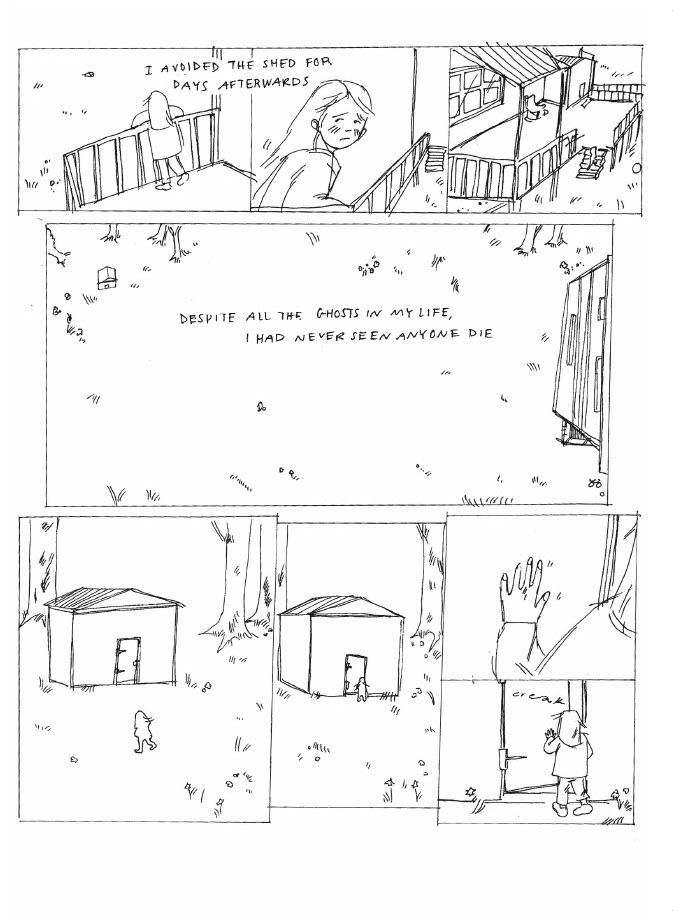 I AVOIDED THE SHED FOR
DAYS AFTERWARDS
DESPITE ALL THE GHOSTS IN MY LIFE,
I HAD NEVER SEEN ANYONE DIE
creak